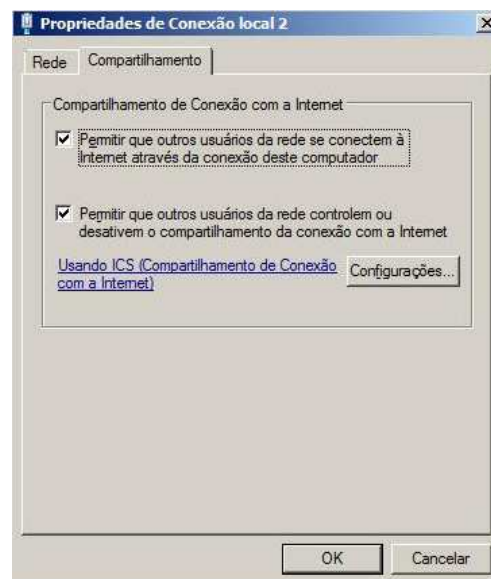 Propriedades de Conexão local 2
Rede
Compartilhamento
Compartilhamento de Conexão com a Internet
Permitir que outros usuários da rede se conectem à
Internet através da conexão deste computador
Permitir que outros usuários da rede controlem ou
desativem o compartilhamento da conexão com a Internet
Usando ICS (Compartilhamento de Conexão
com a Internet)
Configurações...
OK
Cancelar